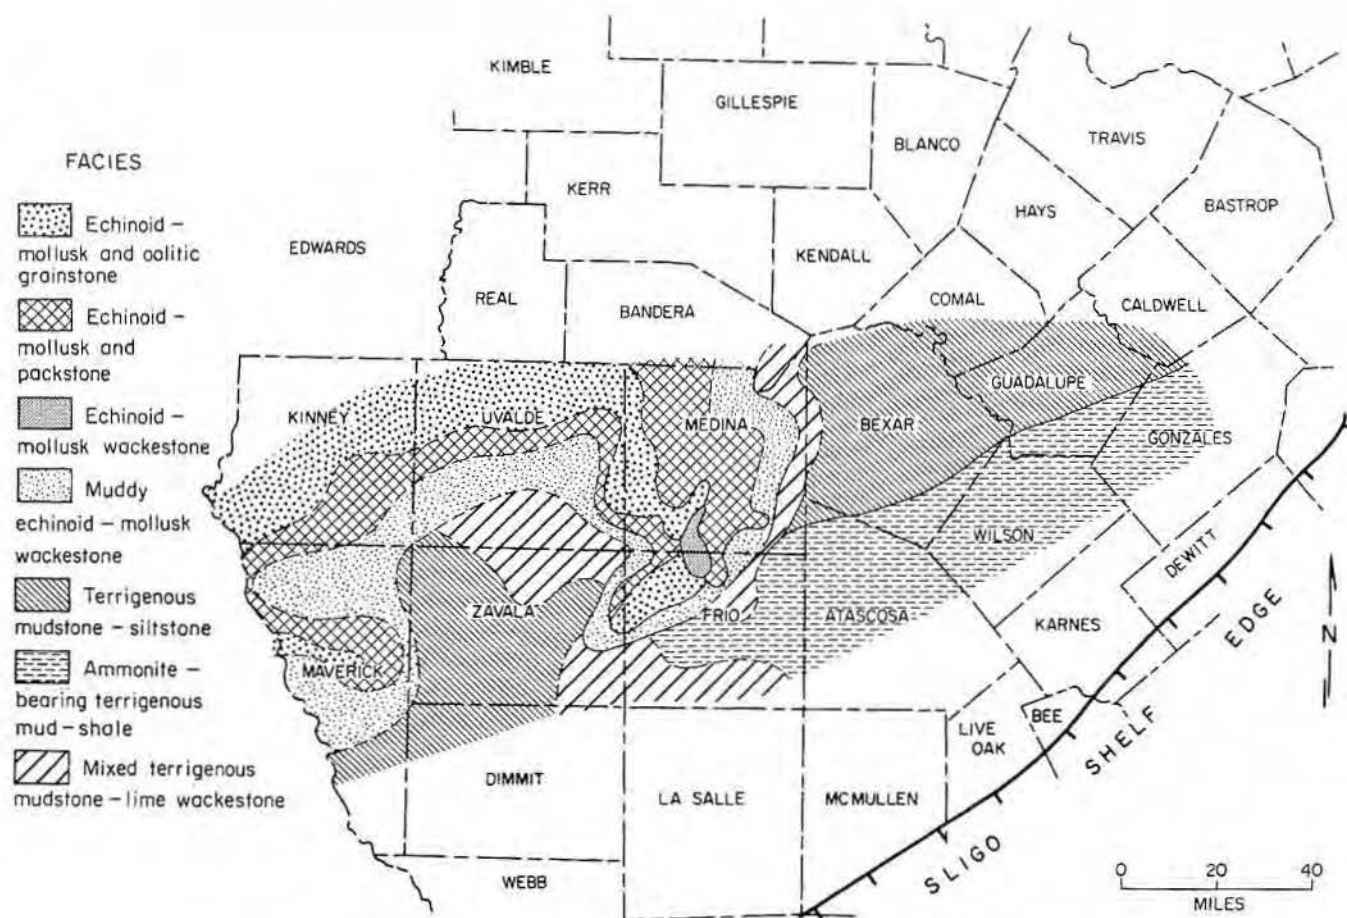 KIMBLE
GILLESPIE
BLANCO
TRAVIS
KERR
HAYS
BASTROP
EDWARDS
KENDALL
REAL
BANDERA
COMAL
CALDWELL
KINNEY
UVALDE
MEDINA
BEXAR
GUADALUPE
GONZALES
WILSON
DEWITT
ZAVALA
FRIO
ATASCOSA
KARNES
MAVERICK
LIVE
OAK
BEE
DIMMIT
LA SALLE
MCMULLEN
WEBB
FACIES
Echinoid –
mollusk and oolitic
grainstone
Echinoid –
mollusk and
packstone
Echinoid –
mollusk wackestone
Muddy
echinoid – mollusk
wackestone
Terrigenous
mudstone – siltstone
Ammonite –
bearing terrigenous
mud – shale
Mixed terrigenous
mudstone – lime wackestone
SLIGO SHELF EDGE
N
0 20 40
MILES